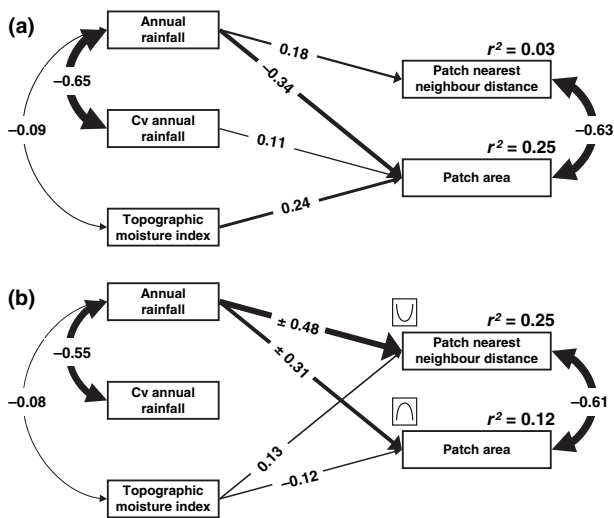 (a)
Annual
rainfall
r² = 0.03
Patch nearest
neighbour distance
0.18
−0.34
−0.65
−0.09
Cv annual
rainfall
0.11
−0.63
r² = 0.25
Patch area
0.24
Topographic
moisture index
(b)
Annual
rainfall
± 0.48
r² = 0.25
Patch nearest
neighbour distance
± 0.31
−0.55
−0.08
Cv annual
rainfall
−0.61
r² = 0.12
Patch area
0.13
−0.12
Topographic
moisture index